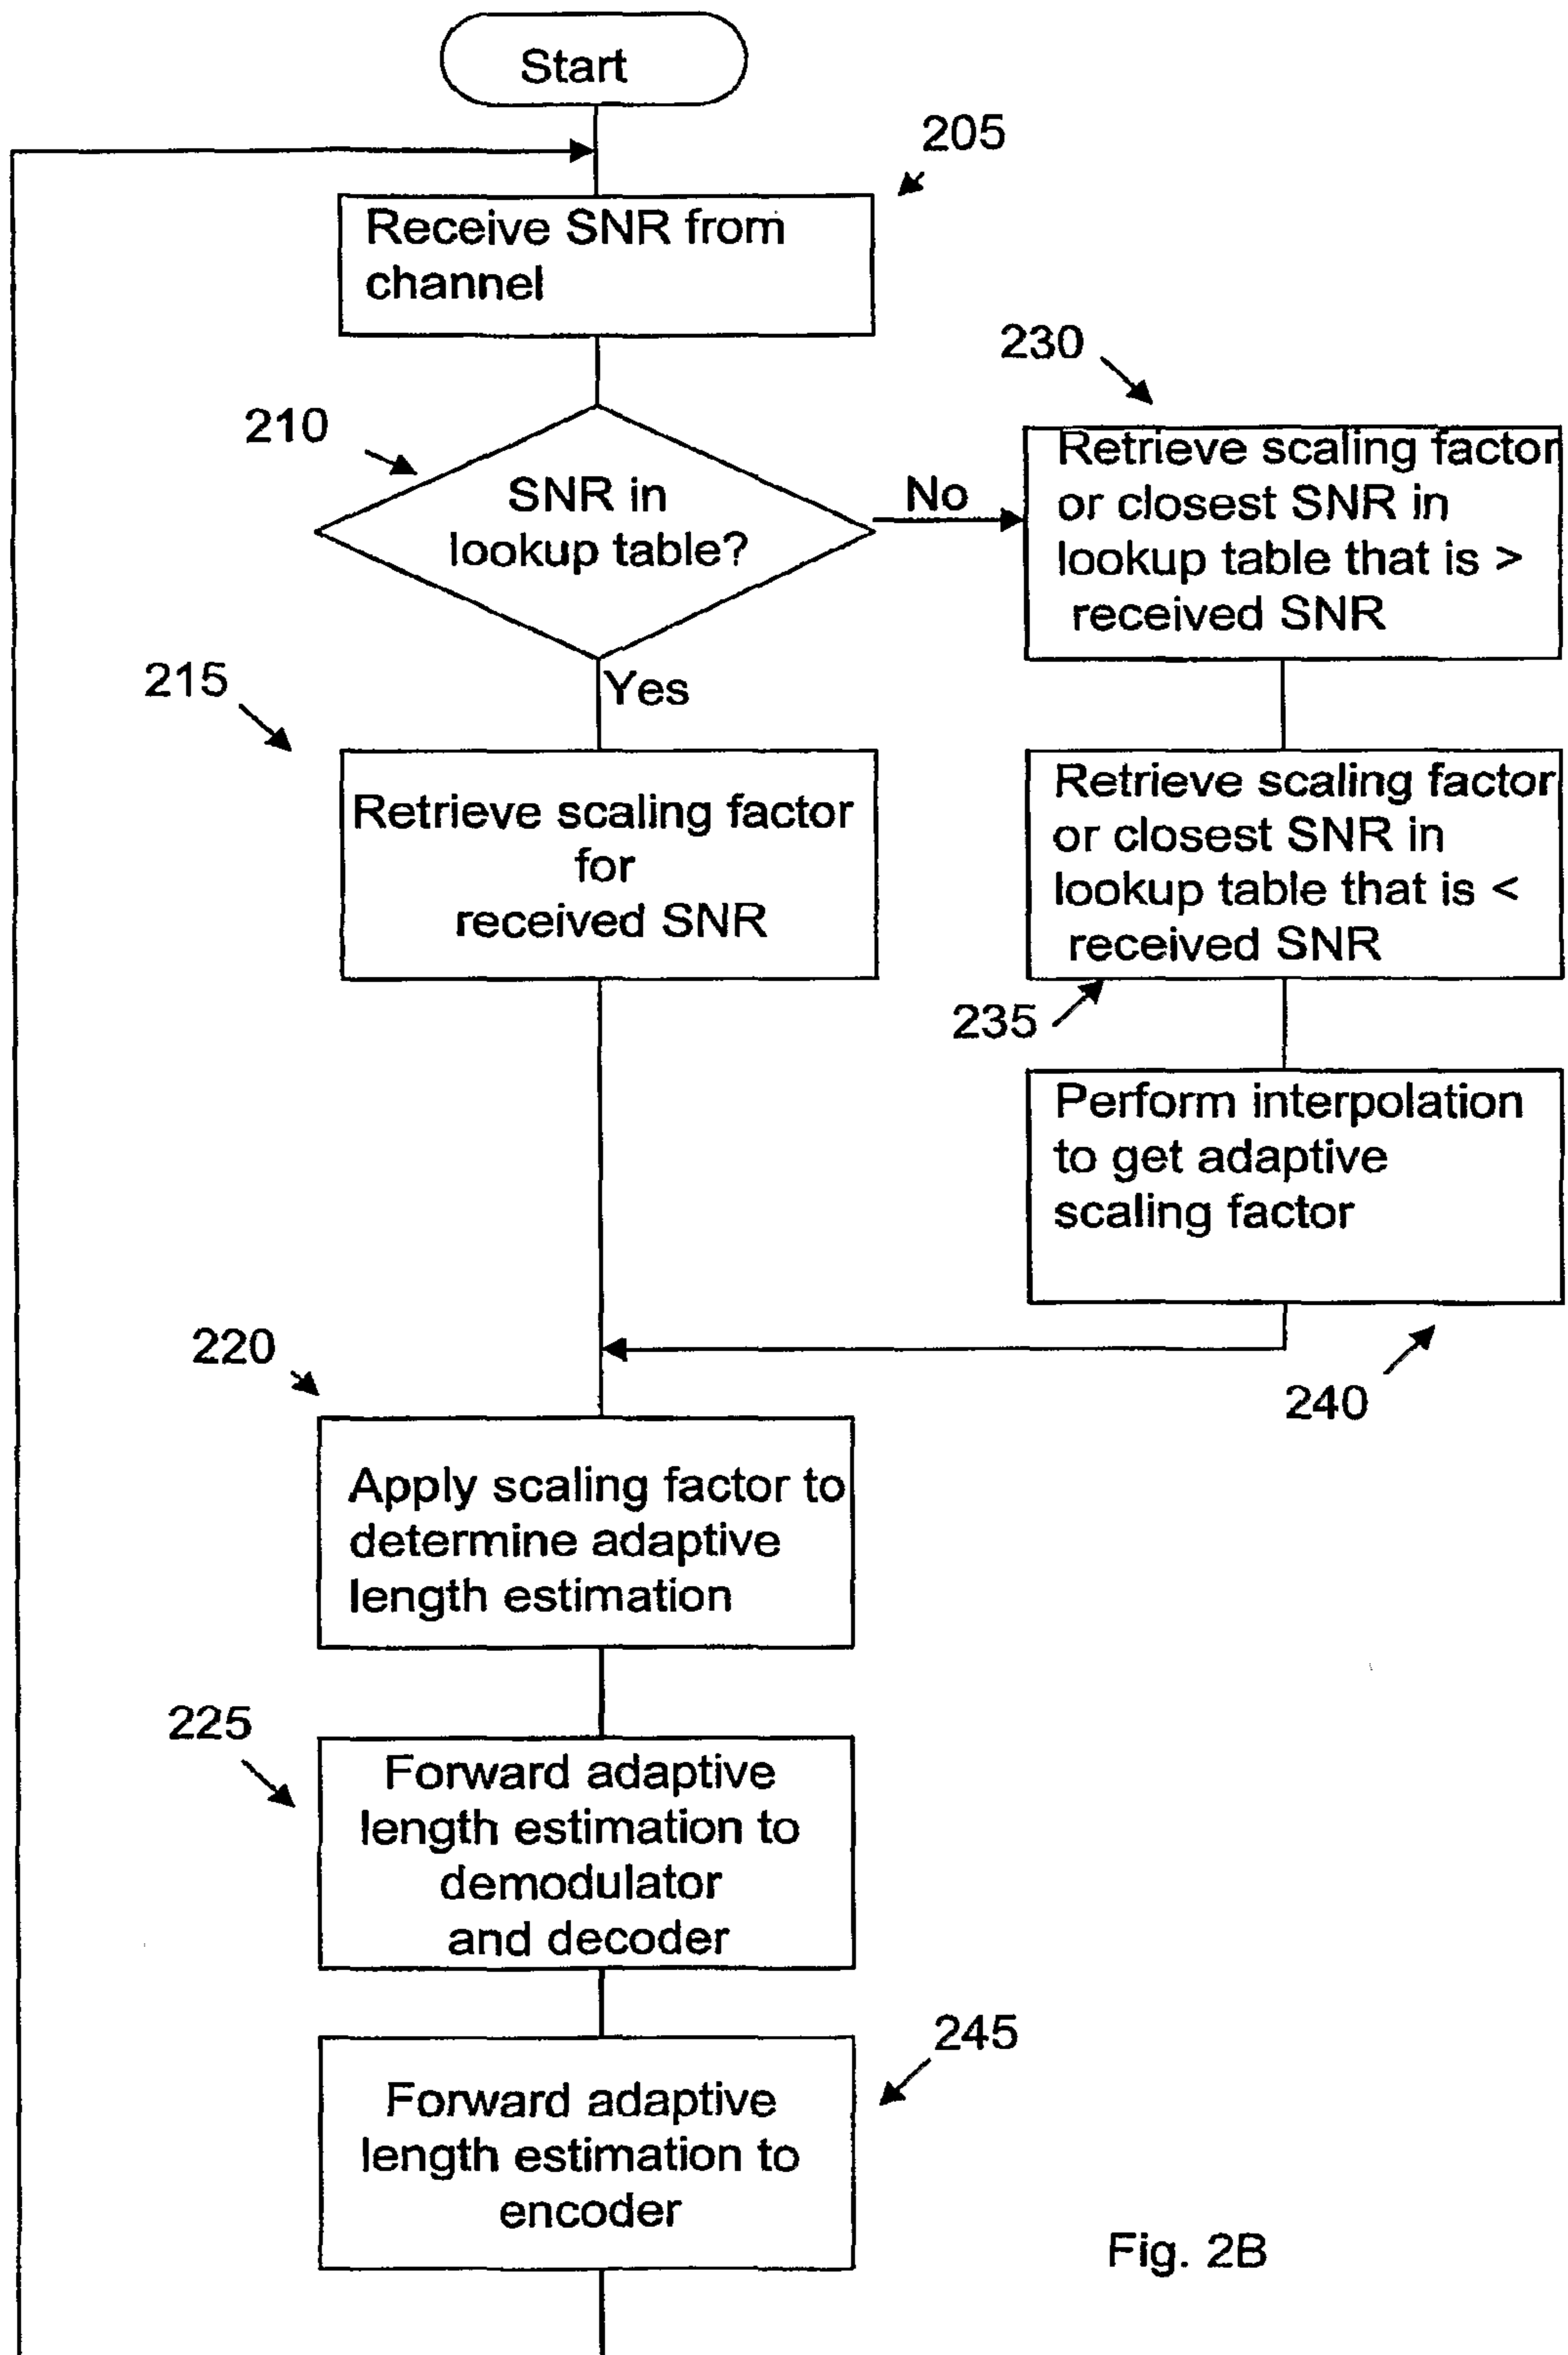 Start
205
Receive SNR from
channel
230
210
SNR in
lookup table?
No
Retrieve scaling factor
or closest SNR in
lookup table that is >
received SNR
215
Yes
Retrieve scaling factor
for
received SNR
Retrieve scaling factor
or closest SNR in
lookup table that is <
received SNR
235
Perform interpolation
to get adaptive
scaling factor
220
240
Apply scaling factor to
determine adaptive
length estimation
225
Forward adaptive
length estimation to
demodulator
and decoder
245
Forward adaptive
length estimation to
encoder
Fig. 2B